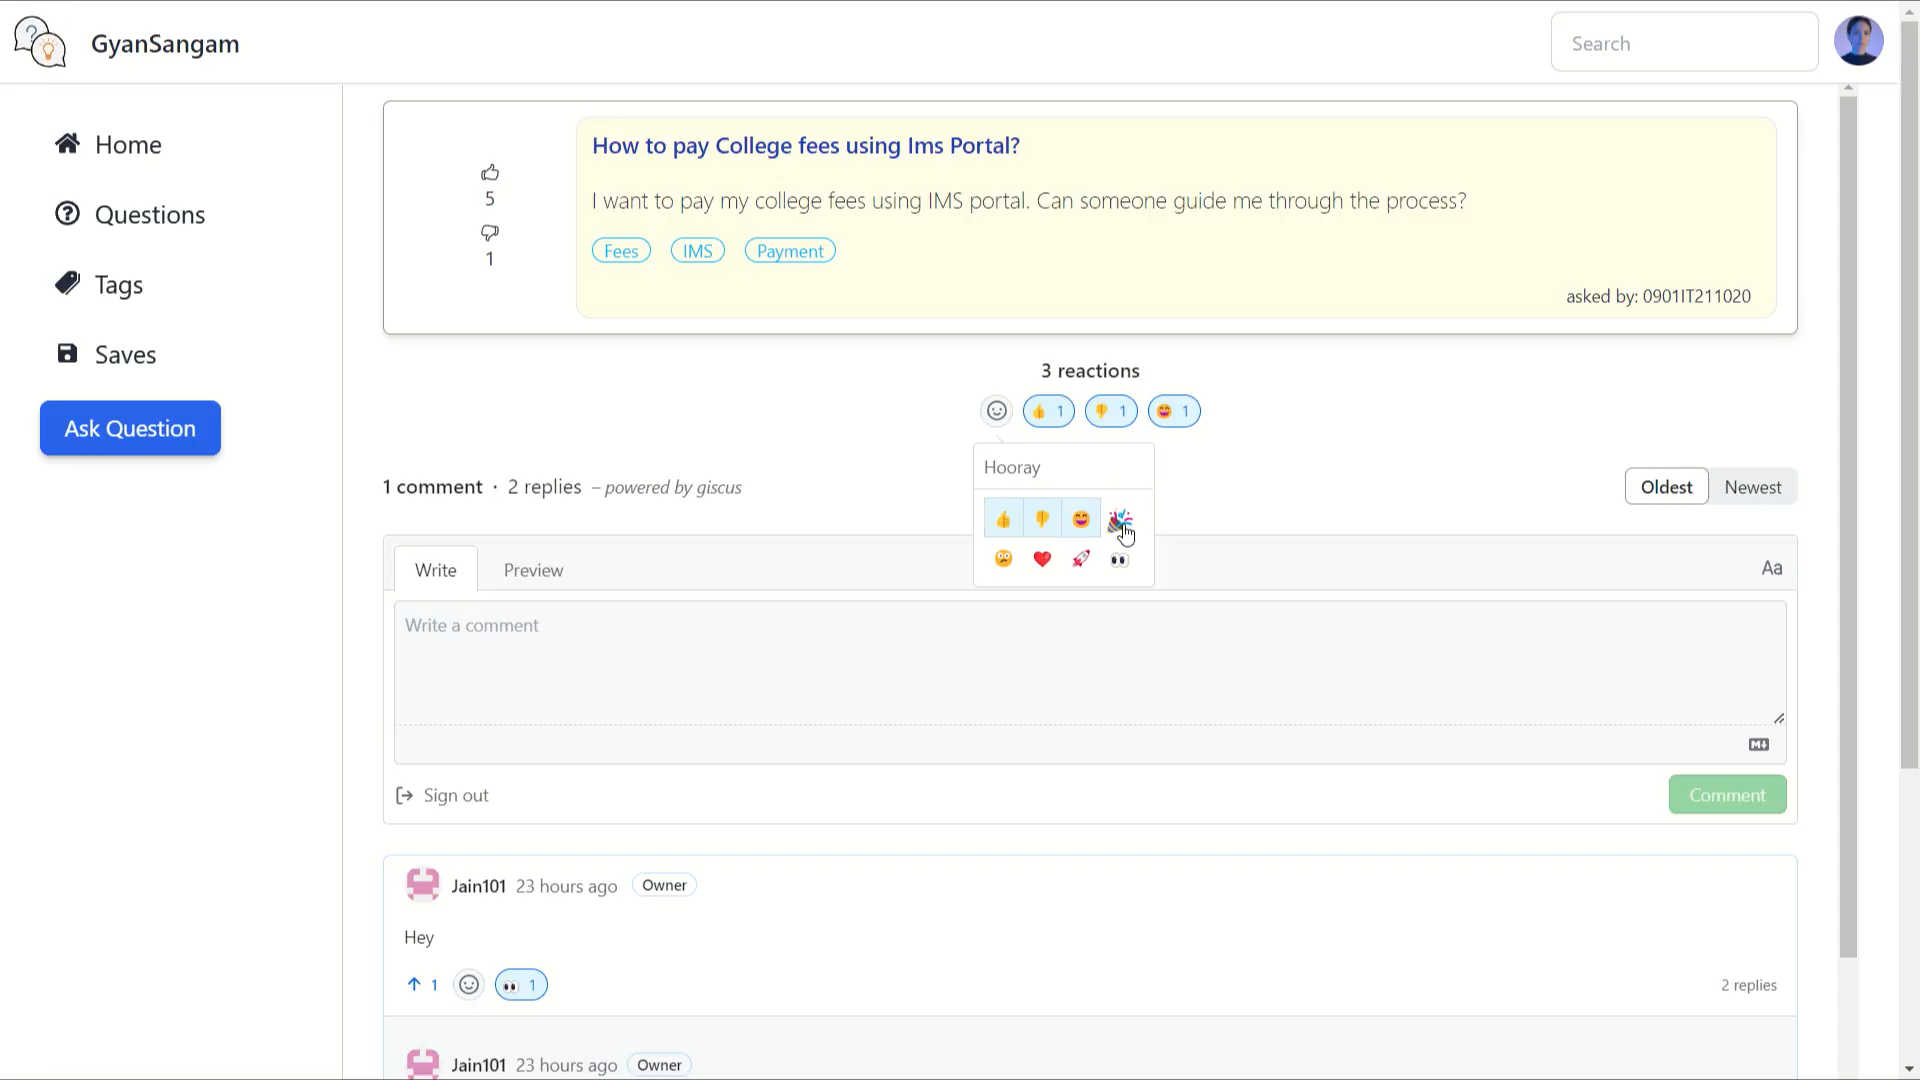 GyanSangam
Search
Home
Questions
Tags
Saves
Ask Question
How to pay College fees using Ims Portal?
5
I want to pay my college fees using IMS portal. Can someone guide me through the process?
1
Fees IMS Payment
asked by: 0901IT211020
3 reactions
1 1 1
Hooray
1 comment · 2 replies – powered by giscus
Oldest Newest
Write Preview Aa
Write a comment
M↓
Sign out Comment
Jain101 23 hours ago Owner
Hey
1 1 2 replies
Jain101 23 hours ago Owner